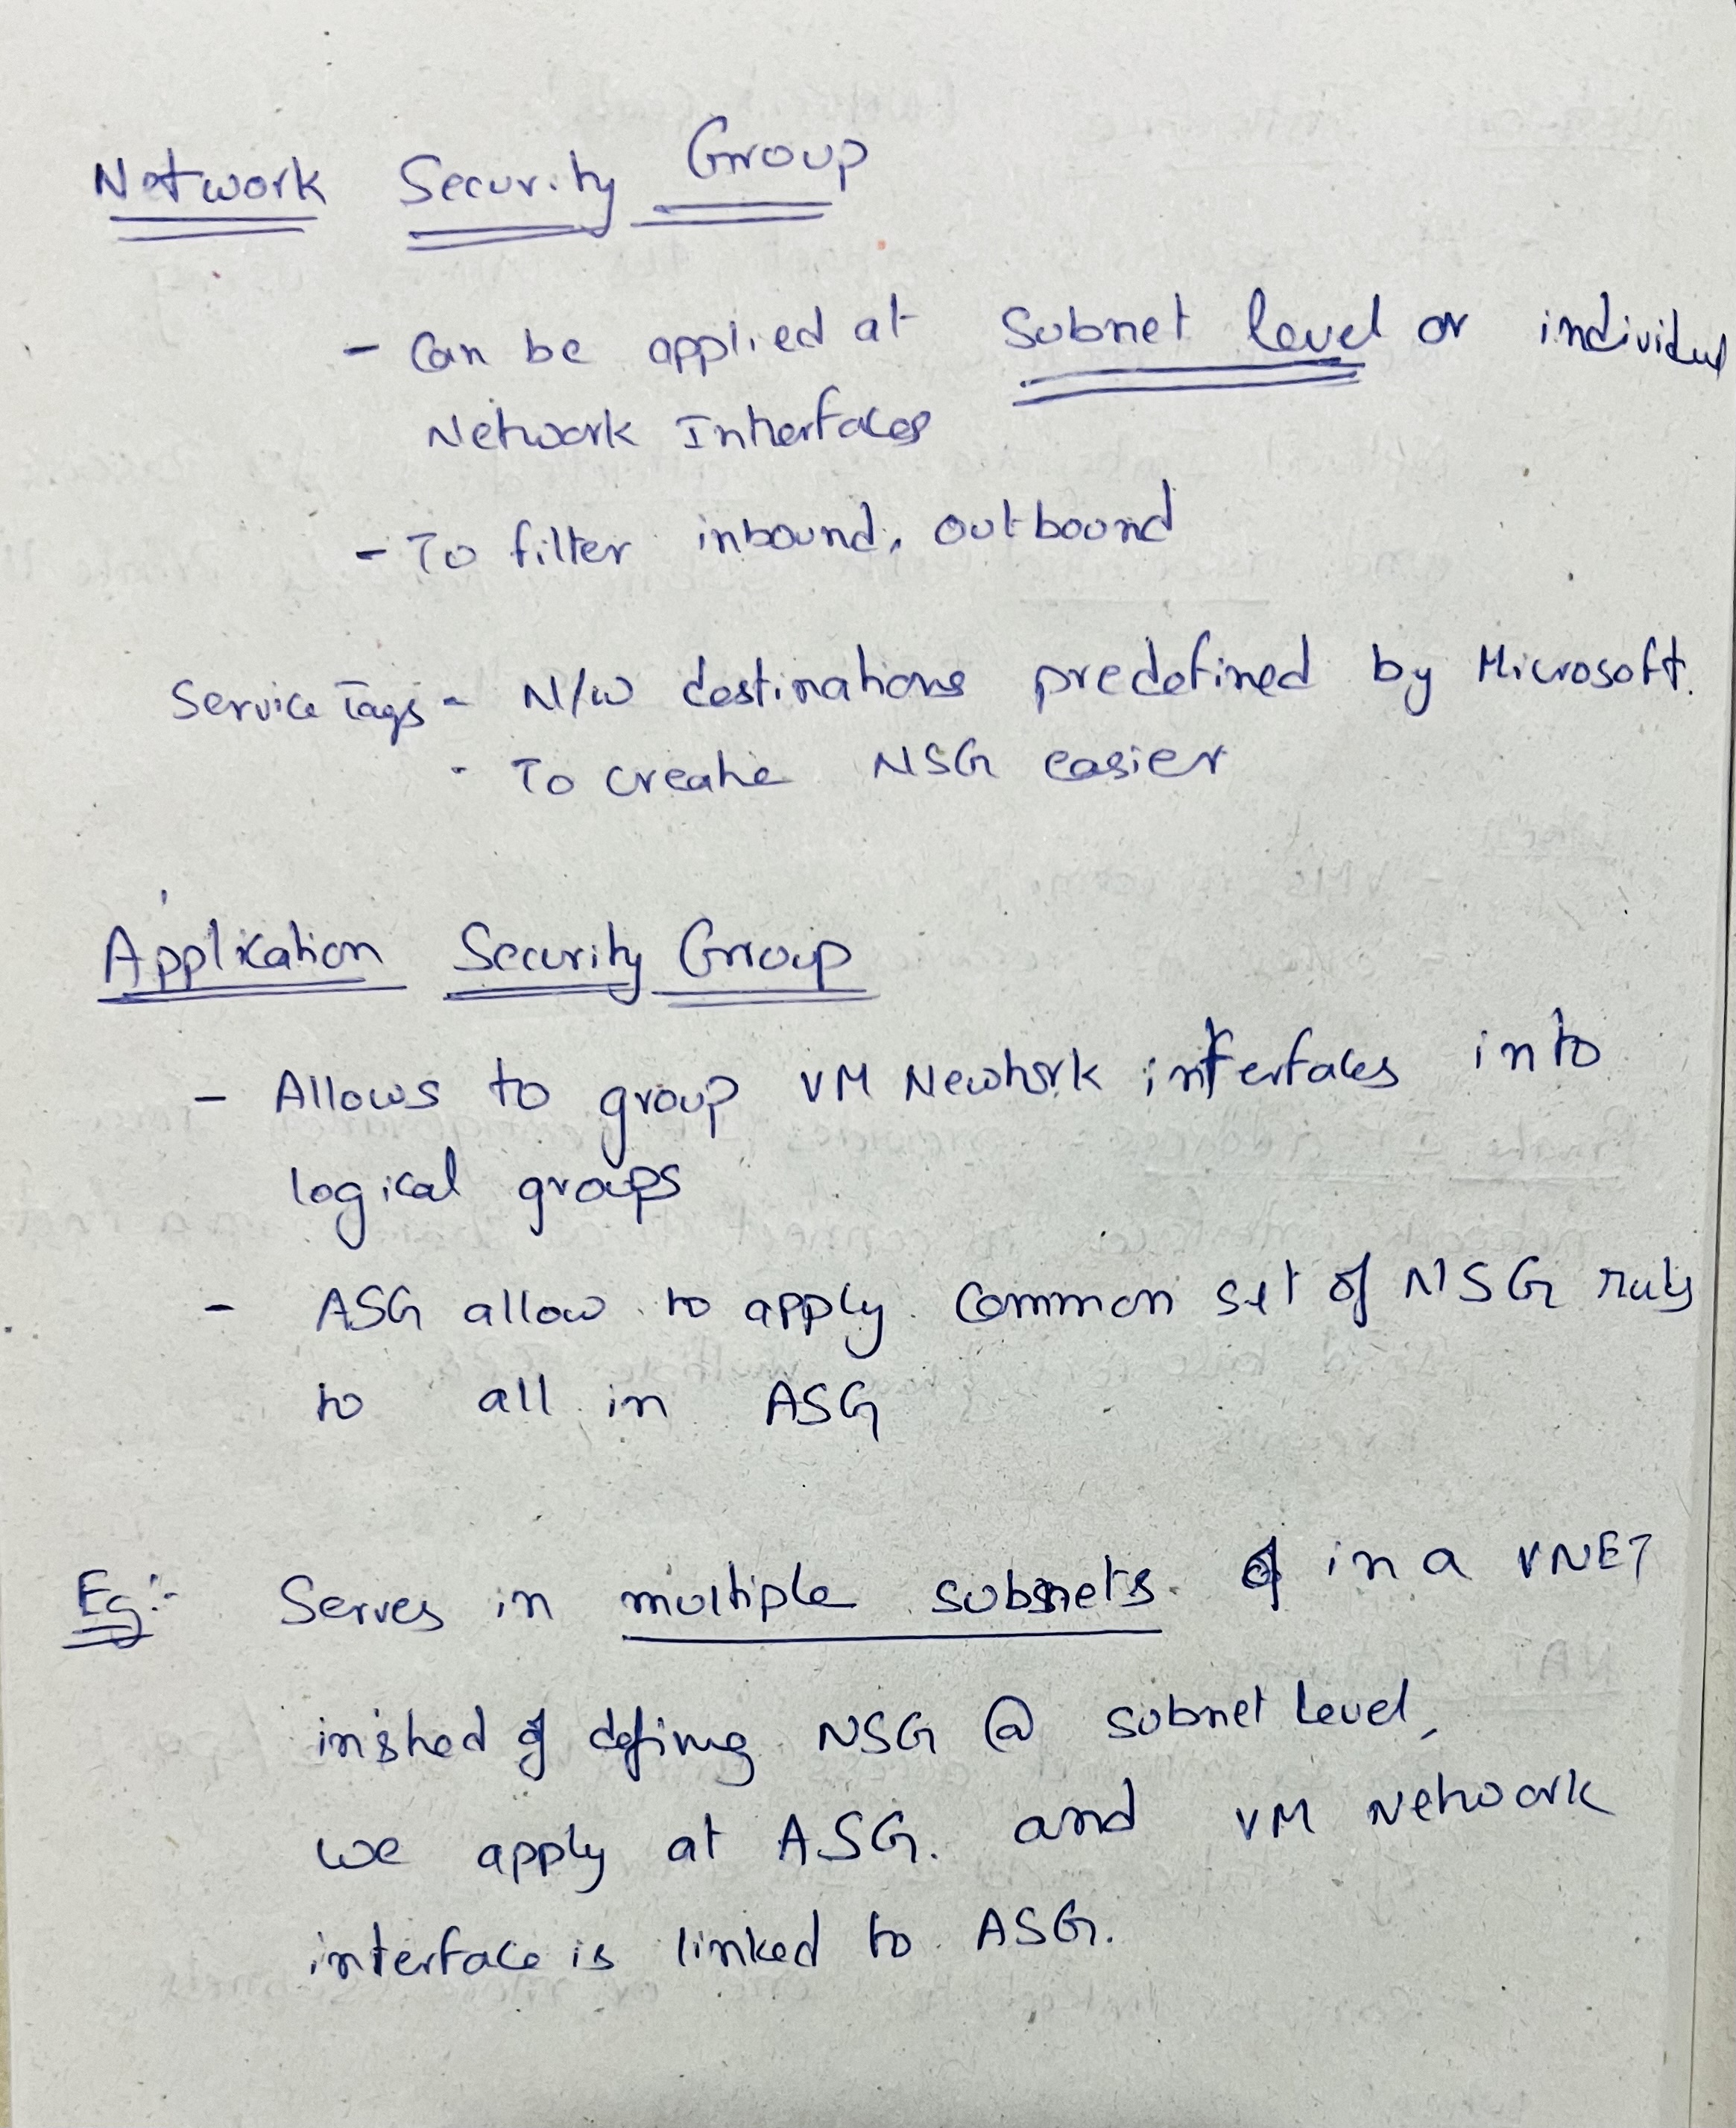 Network Security Group
- Can be applied at Subnet level or individual
Network Interfaces
- To filter inbound, outbound
Service Tags - N/W destinations predefined by Microsoft.
- To create NSG easier
Application Security Group
- Allows to group VM Newtork interfaces into
logical groups
- ASG allow to apply common set of NSG rules
to all in ASG
Eg:- Serves in multiple subsnets in a VNET
instead of defining NSG @ subnet level,
we apply at ASG. and VM Network
interface is linked to ASG.